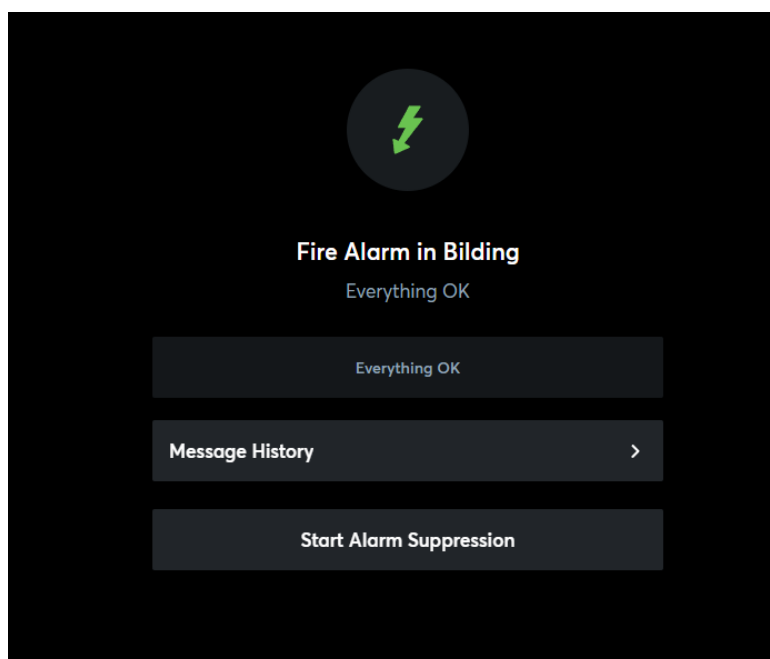 Fire Alarm in Bilding
Everything OK
Everything OK
Message History
Start Alarm Suppression